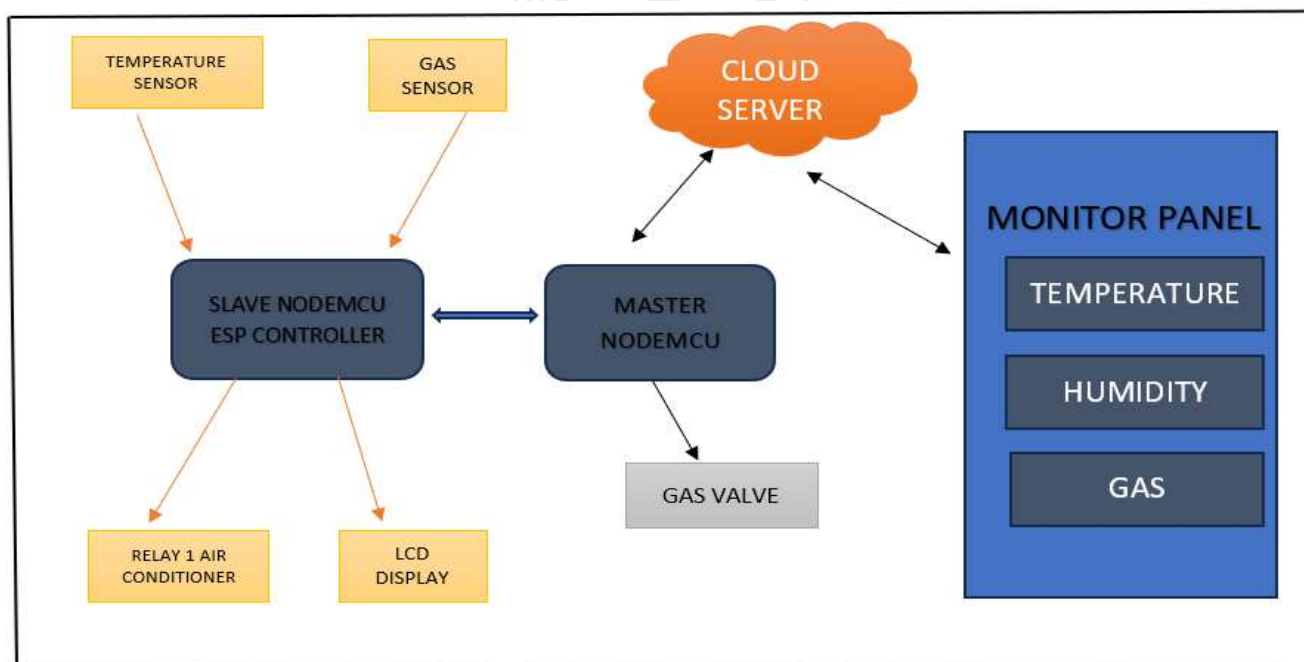 TEMPERATURE
SENSOR
GAS
SENSOR
CLOUD
SERVER
MONITOR PANEL
TEMPERATURE
HUMIDITY
GAS
SLAVE NODEMCU
ESP CONTROLLER
MASTER
NODEMCU
GAS VALVE
RELAY 1 AIR
CONDITIONER
LCD
DISPLAY